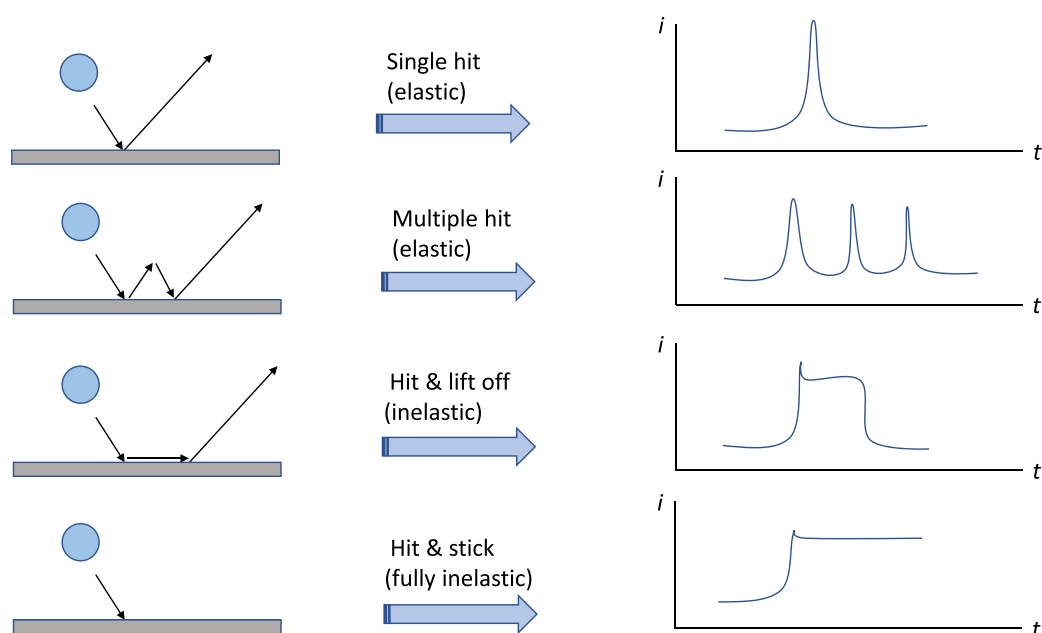 Single hit
(elastic)
i
t
Multiple hit
(elastic)
i
t
Hit & lift off
(inelastic)
i
t
Hit & stick
(fully inelastic)
i
t